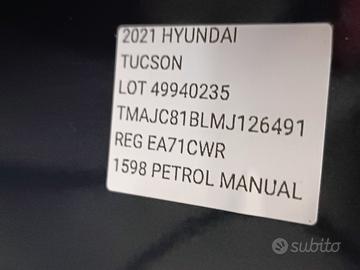 2021 HYUNDAI
TUCSON
LOT 49940235
TMAJC81BLMJ126491
REG EA71CWR
1598 PETROL MANUAL
subito